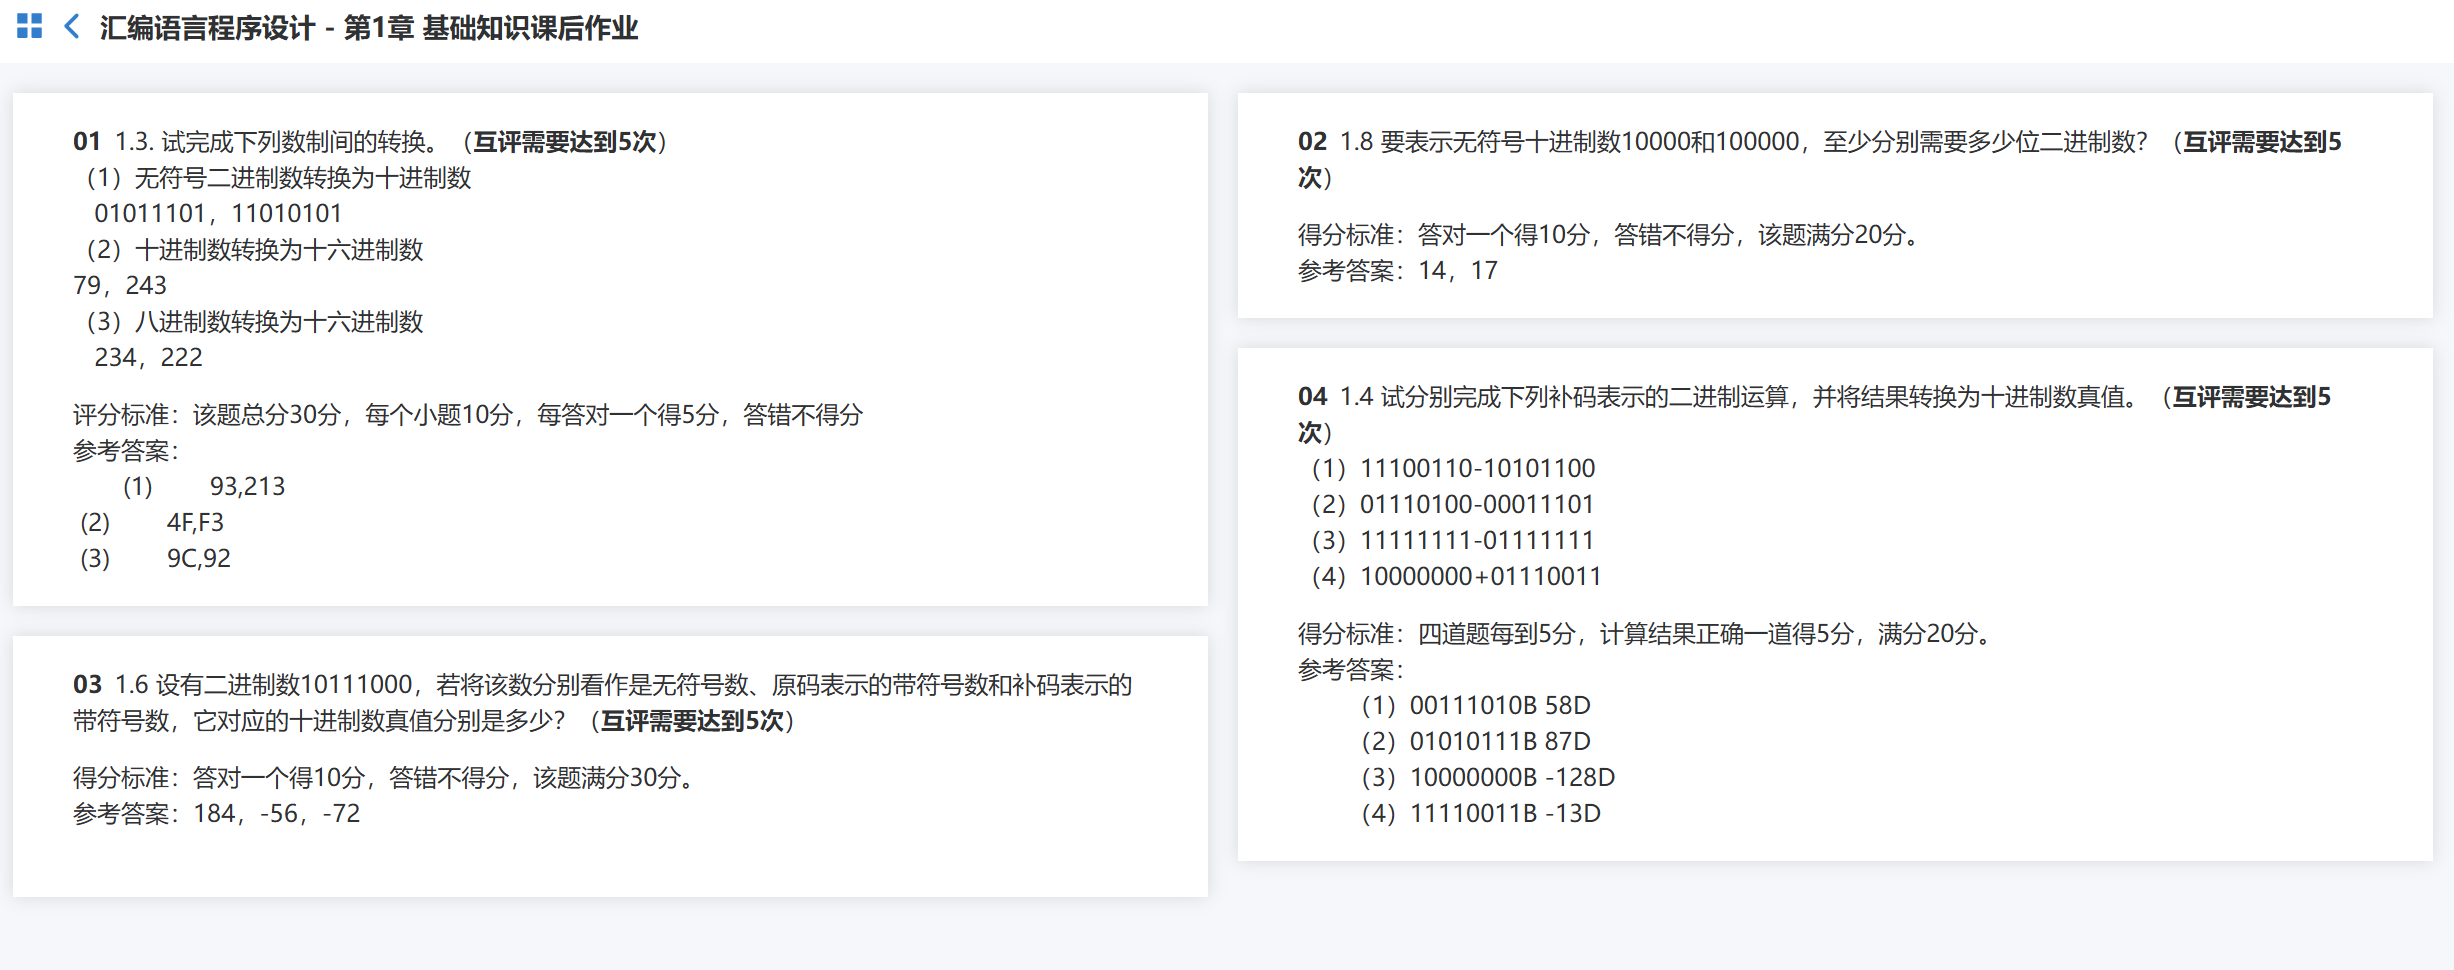 汇编语言程序设计 - 第1章 基础知识课后作业
01 1.3. 试完成下列数制间的转换。（互评需要达到5次）
（1）无符号二进制数转换为十进制数
01011101，11010101
（2）十进制数转换为十六进制数
79，243
（3）八进制数转换为十六进制数
234，222
评分标准：该题总分30分，每个小题10分，每答对一个得5分，答错不得分
参考答案：
(1) 93,213
(2) 4F,F3
(3) 9C,92
02 1.8 要表示无符号十进制数10000和100000，至少分别需要多少位二进制数？（互评需要达到5
次）
得分标准：答对一个得10分，答错不得分，该题满分20分。
参考答案：14，17
03 1.6 设有二进制数10111000，若将该数分别看作是无符号数、原码表示的带符号数和补码表示的
带符号数，它对应的十进制数真值分别是多少？（互评需要达到5次）
得分标准：答对一个得10分，答错不得分，该题满分30分。
参考答案：184，-56，-72
04 1.4 试分别完成下列补码表示的二进制运算，并将结果转换为十进制数真值。（互评需要达到5
次）
（1）11100110-10101100
（2）01110100-00011101
（3）11111111-01111111
（4）10000000+01110011
得分标准：四道题每到5分，计算结果正确一道得5分，满分20分。
参考答案：
（1）00111010B 58D
（2）01010111B 87D
（3）10000000B -128D
（4）11110011B -13D